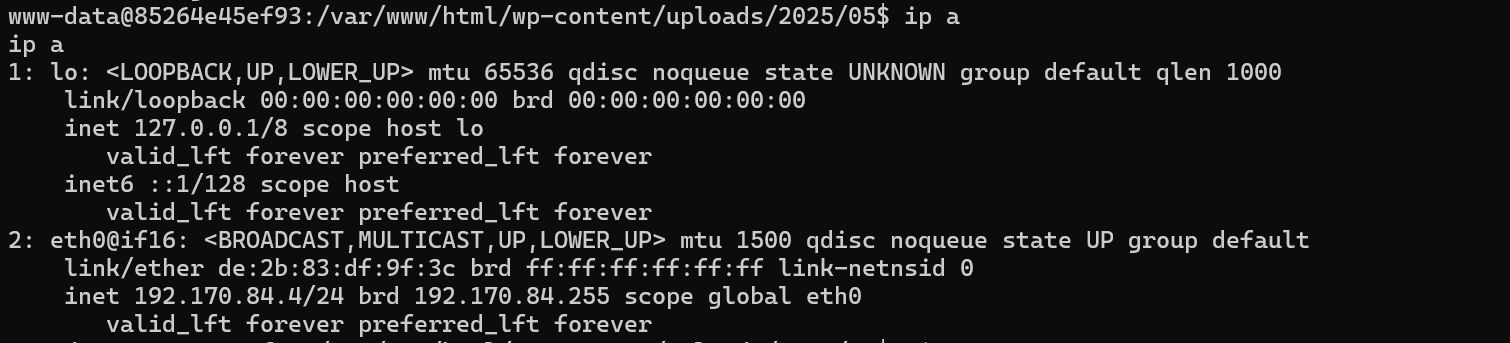 www-data@85264e45ef93:/var/www/html/wp-content/uploads/2025/05$ ip a
ip a
1: lo: <LOOPBACK,UP,LOWER_UP> mtu 65536 qdisc noqueue state UNKNOWN group default qlen 1000
    link/loopback 00:00:00:00:00:00 brd 00:00:00:00:00:00
    inet 127.0.0.1/8 scope host lo
       valid_lft forever preferred_lft forever
    inet6 ::1/128 scope host
       valid_lft forever preferred_lft forever
2: eth0@if16: <BROADCAST,MULTICAST,UP,LOWER_UP> mtu 1500 qdisc noqueue state UP group default
    link/ether de:2b:83:df:9f:3c brd ff:ff:ff:ff:ff:ff link-netnsid 0
    inet 192.170.84.4/24 brd 192.170.84.255 scope global eth0
       valid_lft forever preferred_lft forever